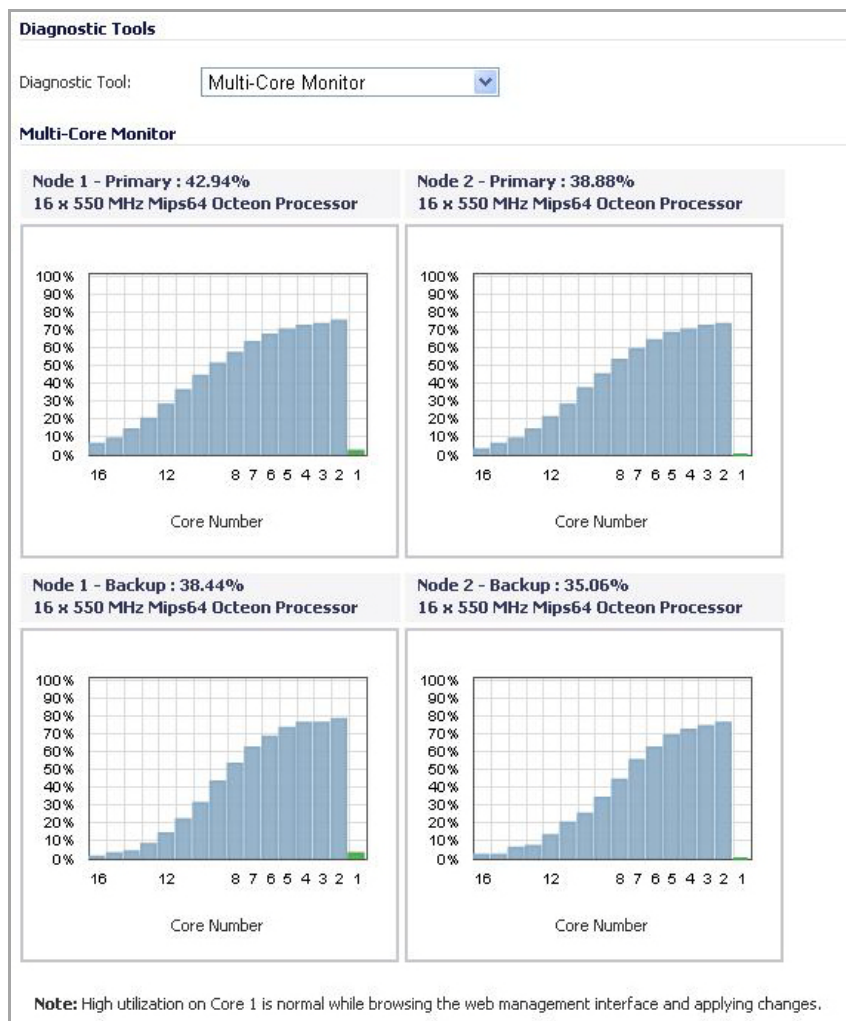 Diagnostic Tools
Diagnostic Tool: Multi-Core Monitor
Multi-Core Monitor
Node 1 - Primary : 42.94%
16 x 550 MHz Mips64 Octeon Processor
100%
90%
80%
70%
60%
50%
40%
30%
20%
10%
0%
16 12 8 7 6 5 4 3 2 1
Core Number
Node 2 - Primary : 38.88%
16 x 550 MHz Mips64 Octeon Processor
100%
90%
80%
70%
60%
50%
40%
30%
20%
10%
0%
16 12 8 7 6 5 4 3 2 1
Core Number
Node 1 - Backup : 38.44%
16 x 550 MHz Mips64 Octeon Processor
100%
90%
80%
70%
60%
50%
40%
30%
20%
10%
0%
16 12 8 7 6 5 4 3 2 1
Core Number
Node 2 - Backup : 35.06%
16 x 550 MHz Mips64 Octeon Processor
100%
90%
80%
70%
60%
50%
40%
30%
20%
10%
0%
16 12 8 7 6 5 4 3 2 1
Core Number
Note: High utilization on Core 1 is normal while browsing the web management interface and applying changes.